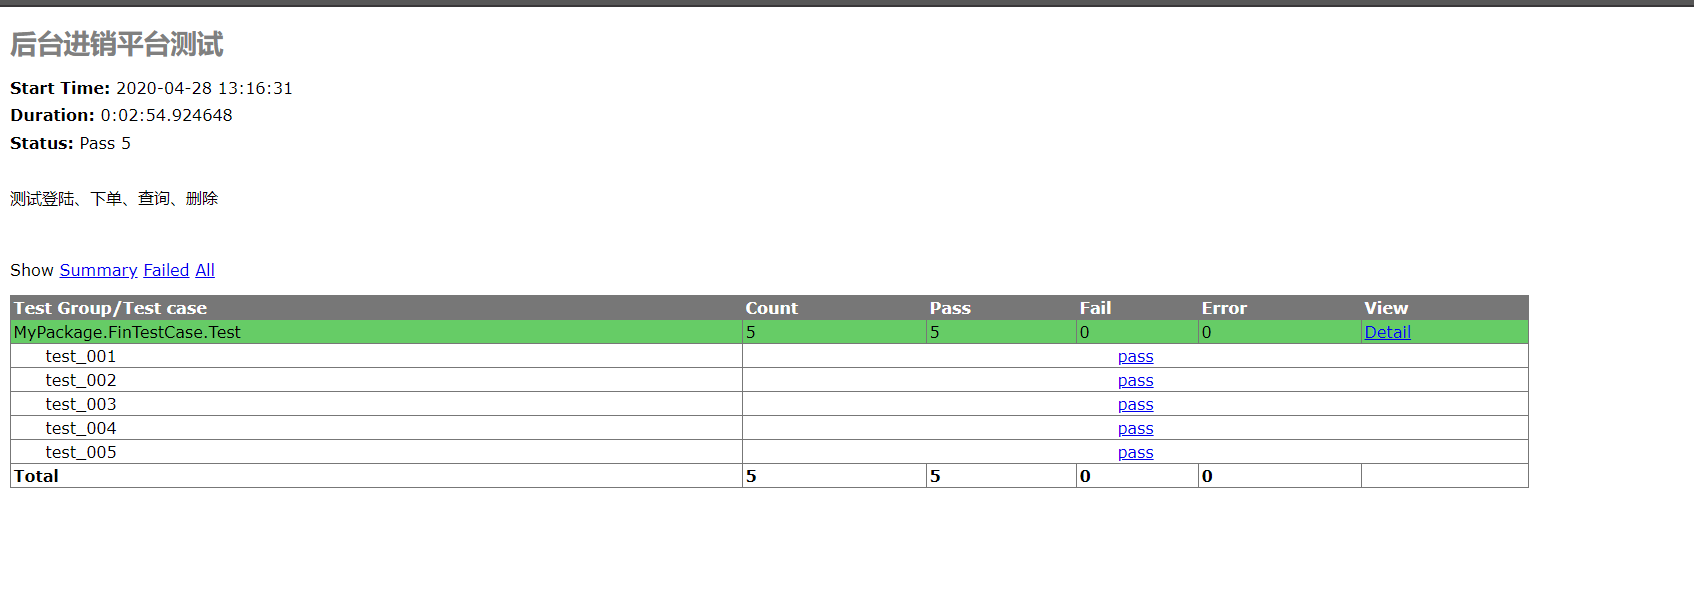 后台进销平台测试
Start Time: 2020-04-28 13:16:31
Duration: 0:02:54.924648
Status: Pass 5
测试登陆、下单、查询、删除
Show Summary Failed All
Test Group/Test case Count Pass Fail Error View
MyPackage.FinTestCase.Test 5 5 0 0 Detail
test_001 pass
test_002 pass
test_003 pass
test_004 pass
test_005 pass
Total 5 5 0 0